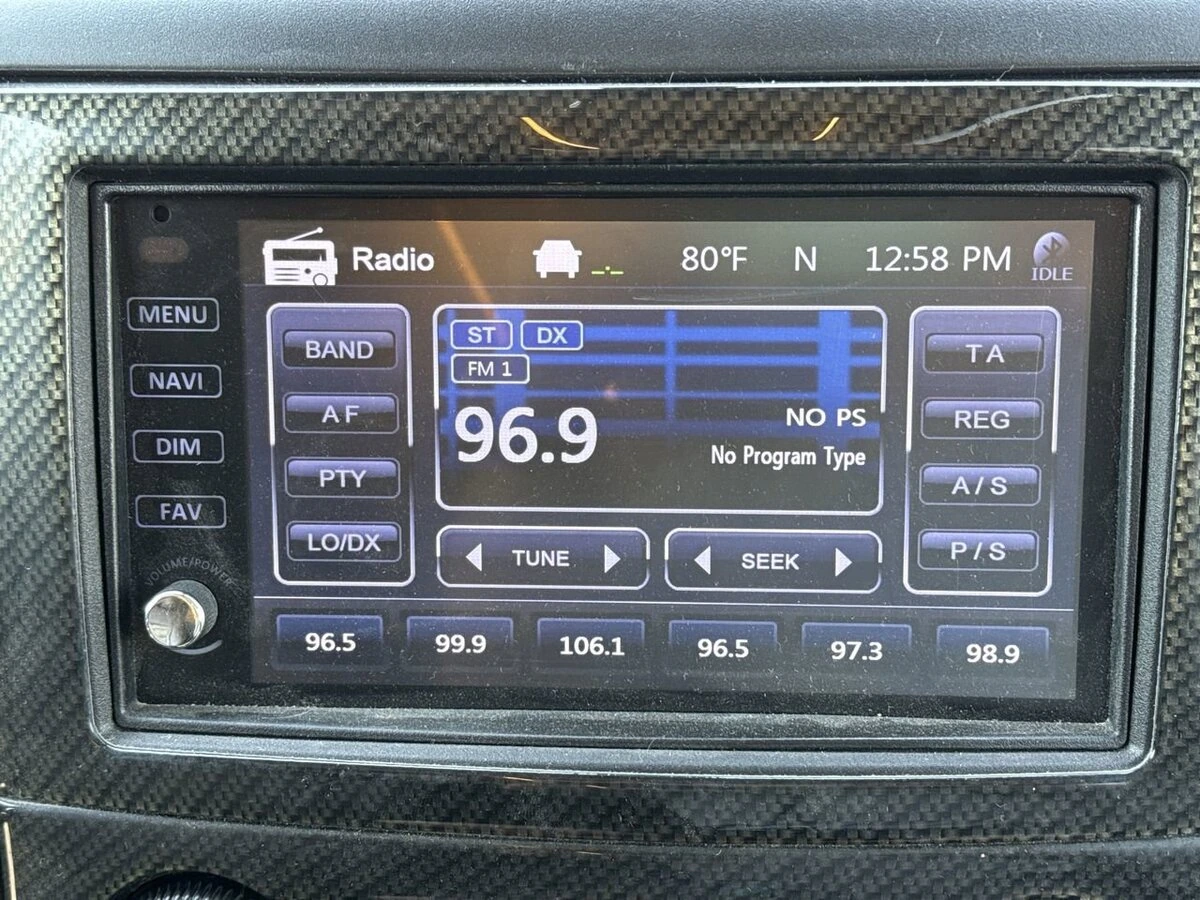 Radio
80°F N 12:58 PM
IDLE
MENU
NAVI
DIM
FAV
VOLUME/POWER
BAND
AF
PTY
LO/DX
ST DX
FM 1
96.9
NO PS
No Program Type
TUNE
SEEK
TA
REG
A/S
P/S
96.5 99.9 106.1 96.5 97.3 98.9